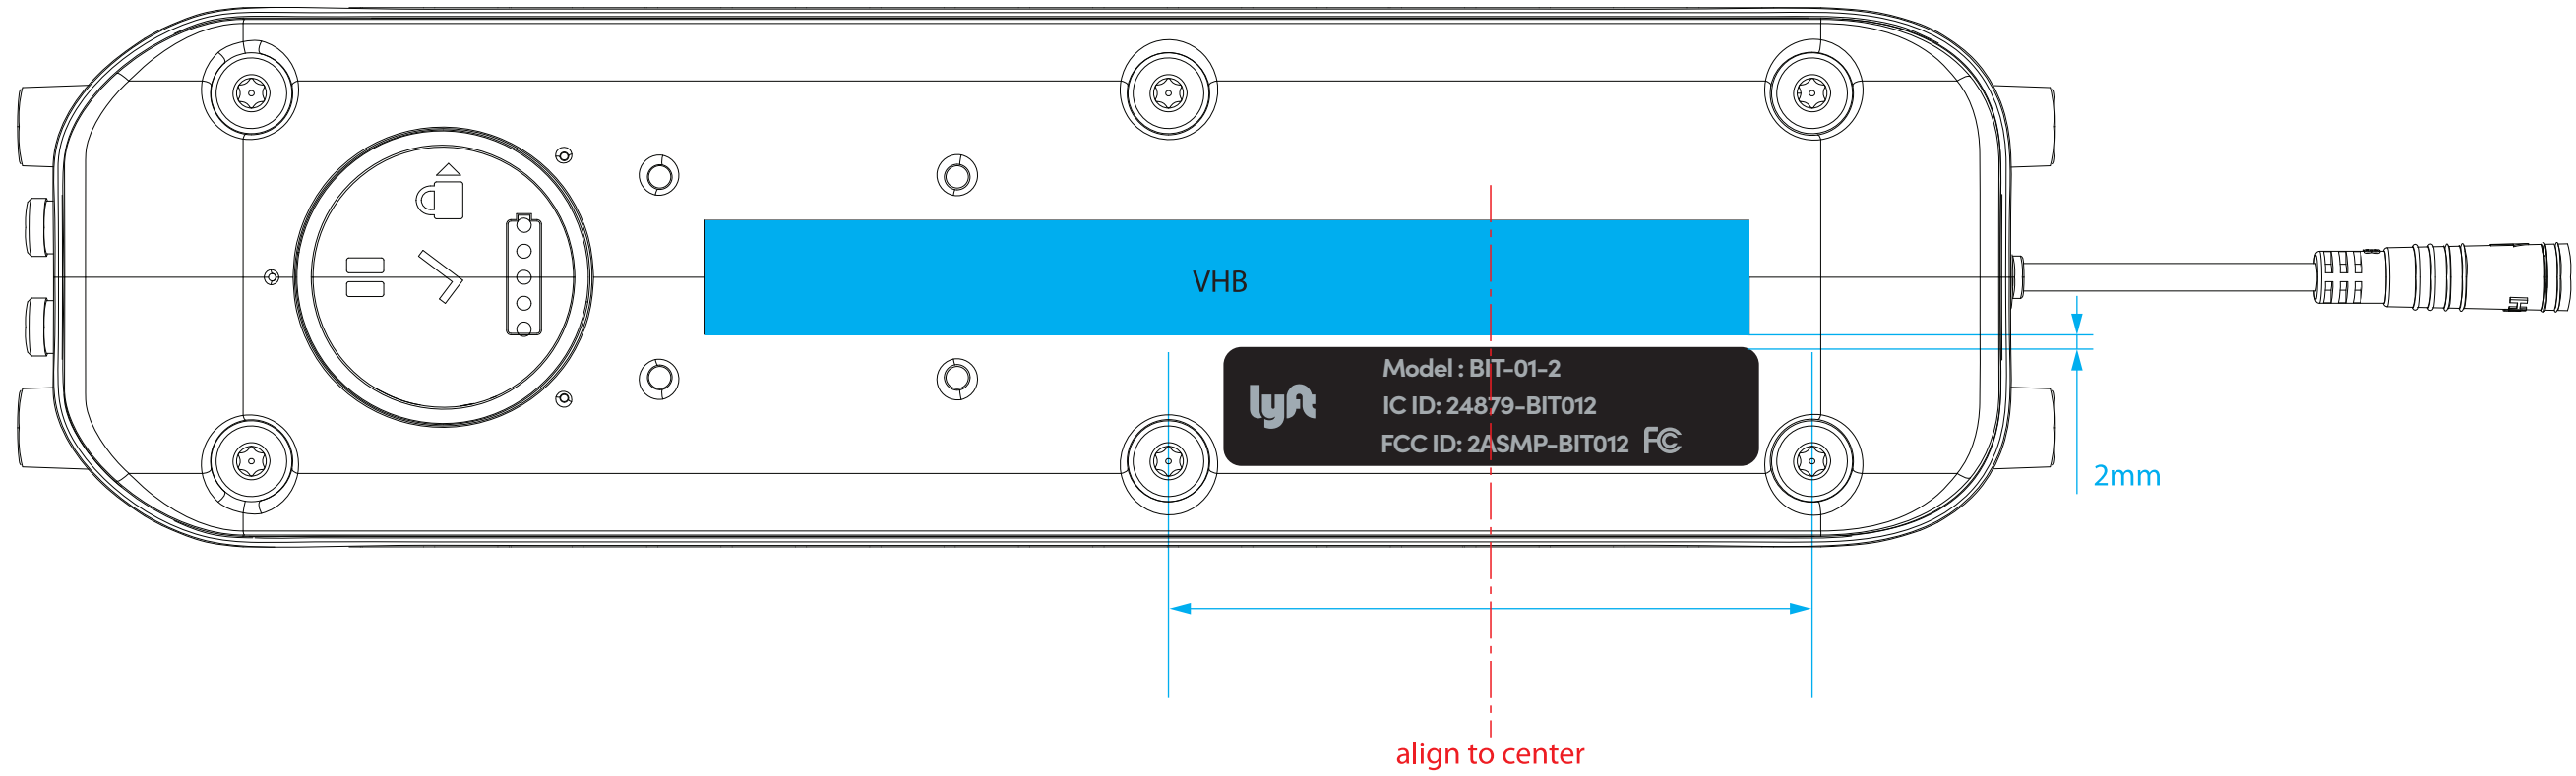 VHB
lyft
Model : BIT-01-2
IC ID: 24879-BIT012
FCC ID: 2ASMP-BIT012 FC
2mm
align to center